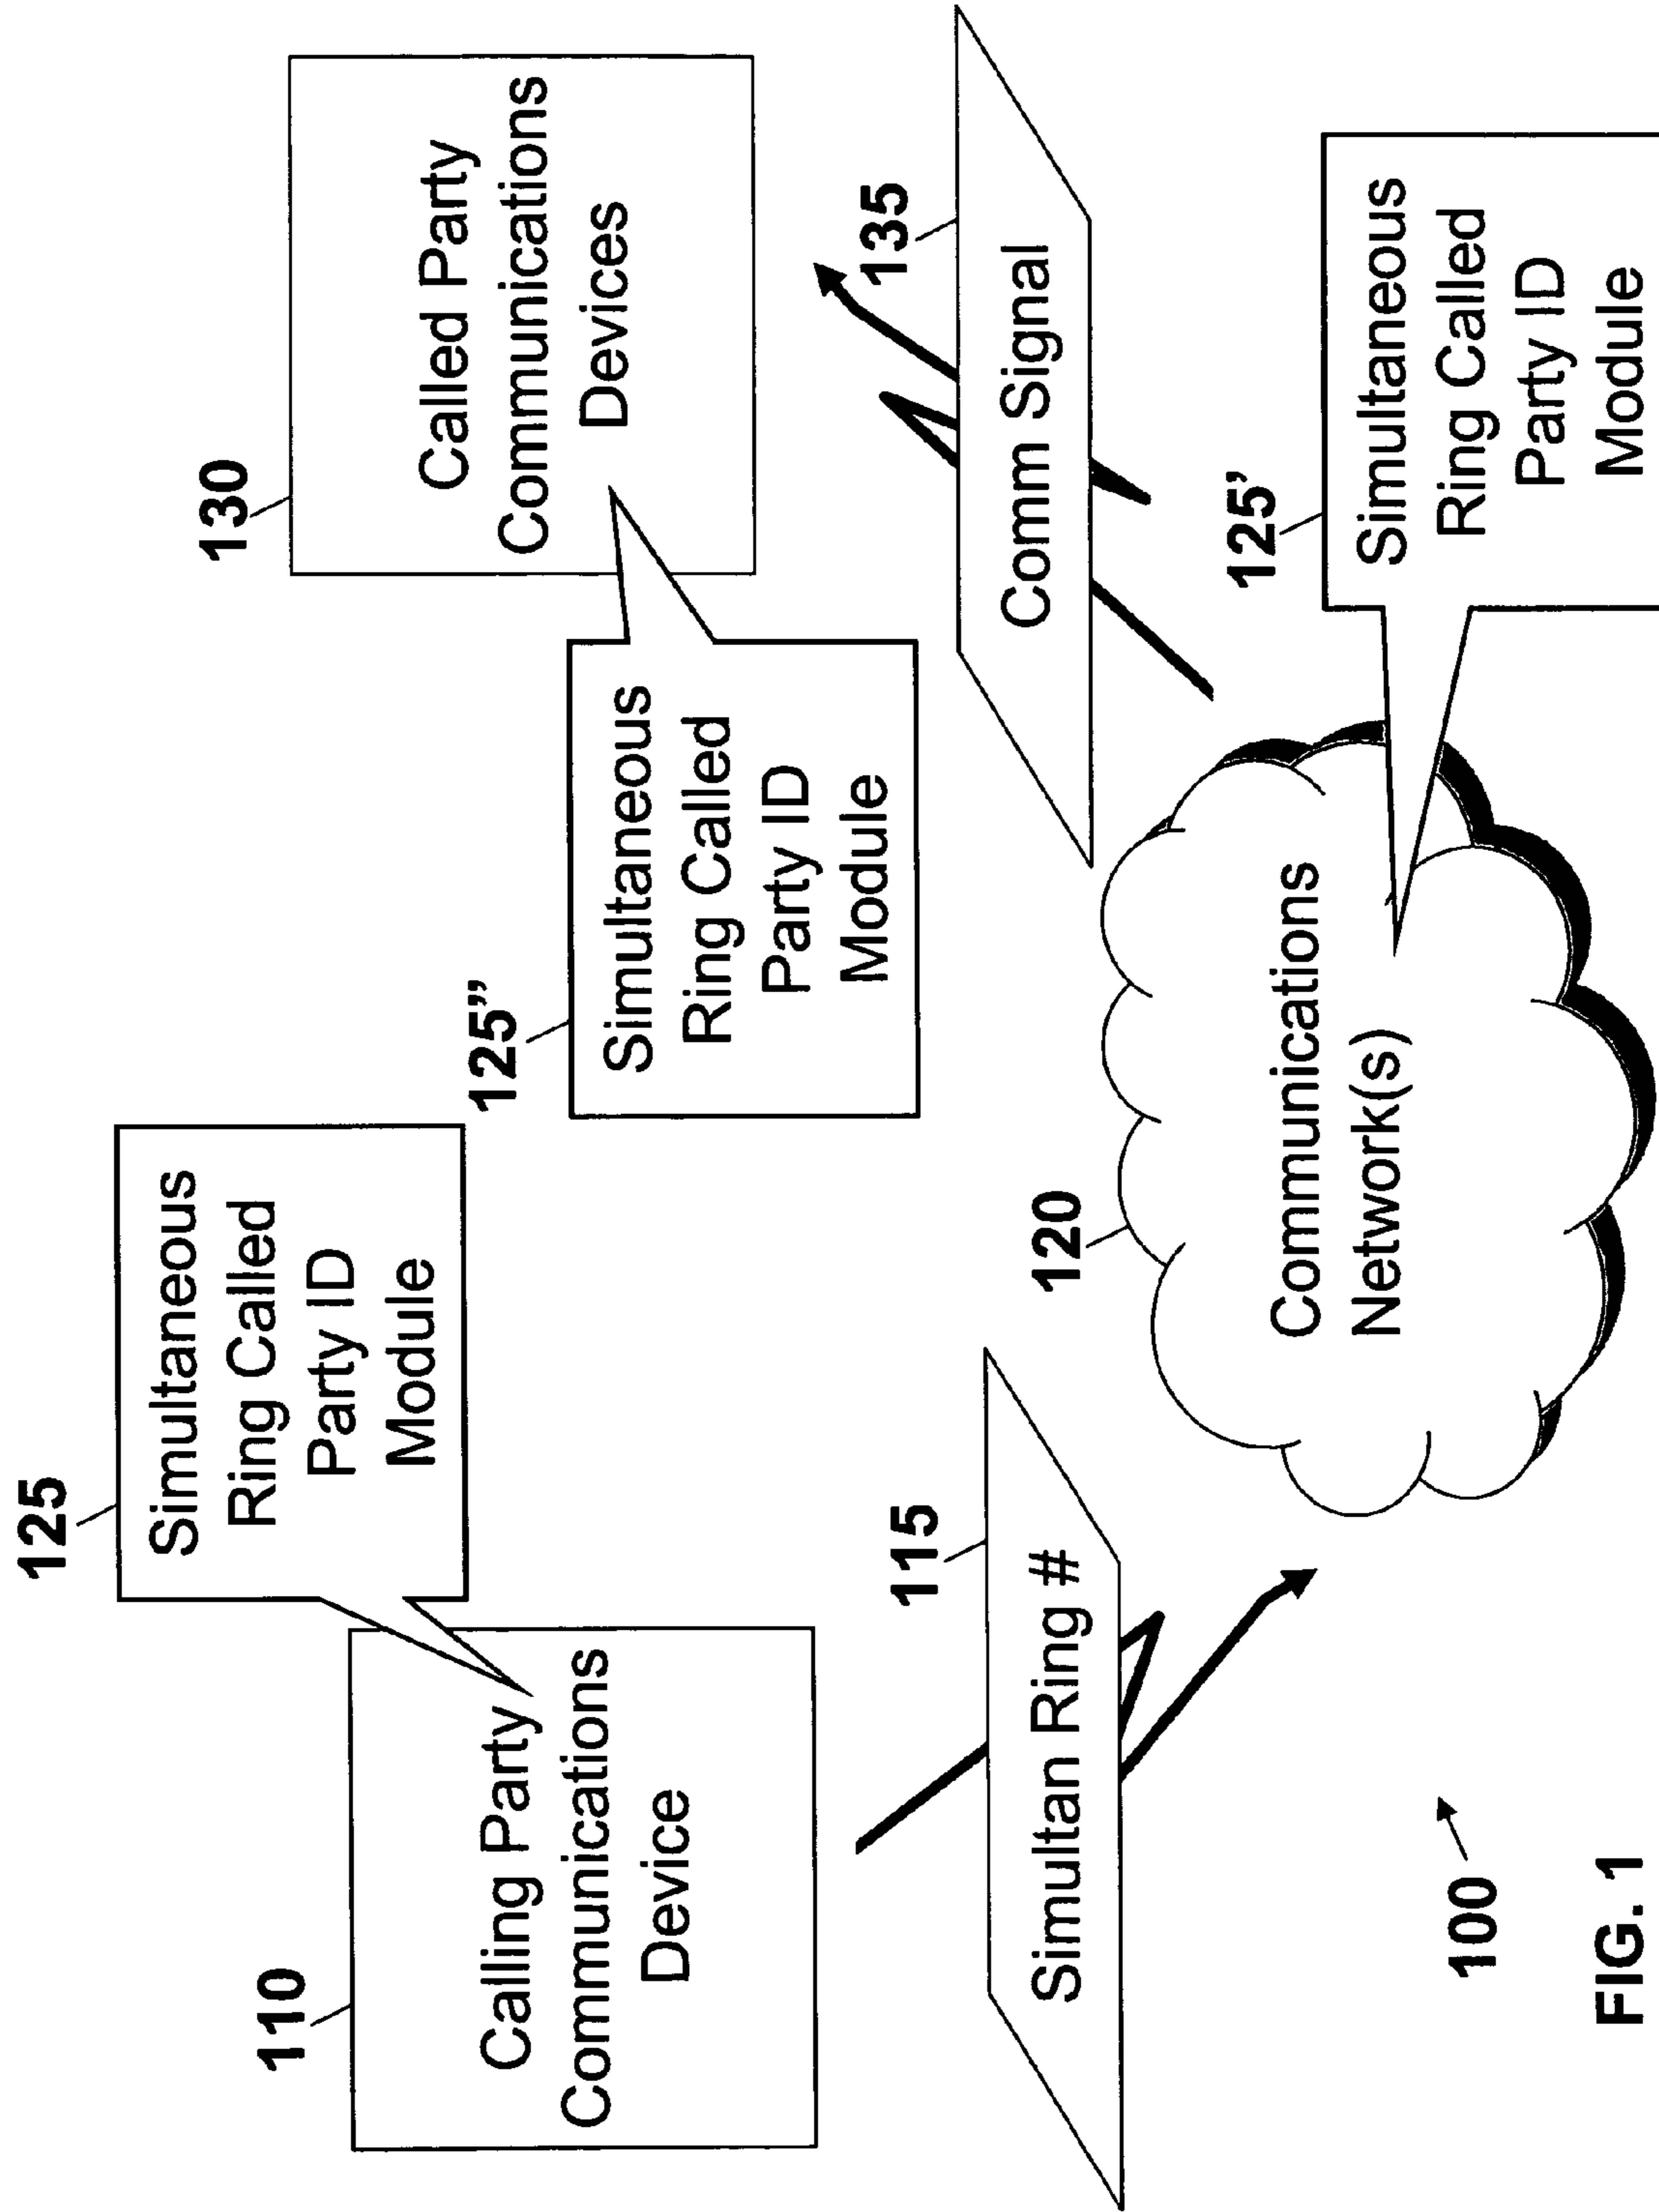 125
Simultaneous
Ring Called
Party ID
Module
110
Calling Party
Communications
Device
130
Called Party
Communications
Devices
125”
Simultaneous
Ring Called
Party ID
Module
115
Simultan Ring #
135
Comm Signal
120
Communications
Network(s)
125’
Simultaneous
Ring Called
Party ID
Module
100
FIG. 1